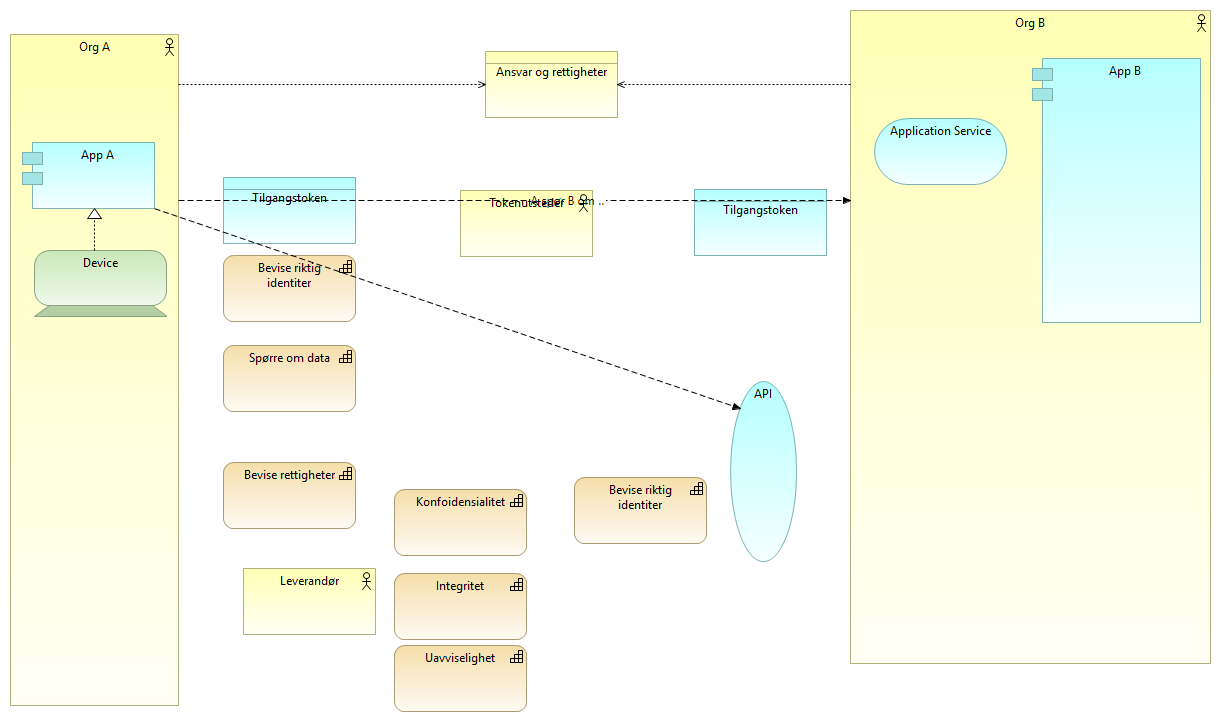 Org A
Org B
Ansvar og rettigheter
App B
Application Service
App A
Tilgangstoken
Tokenutsteder
A spør B om ..
Tilgangstoken
Device
Bevise riktig
identiter
Spørre om data
API
Bevise rettigheter
Konfoidensialitet
Bevise riktig
identiter
Leverandør
Integritet
Uavviselighet